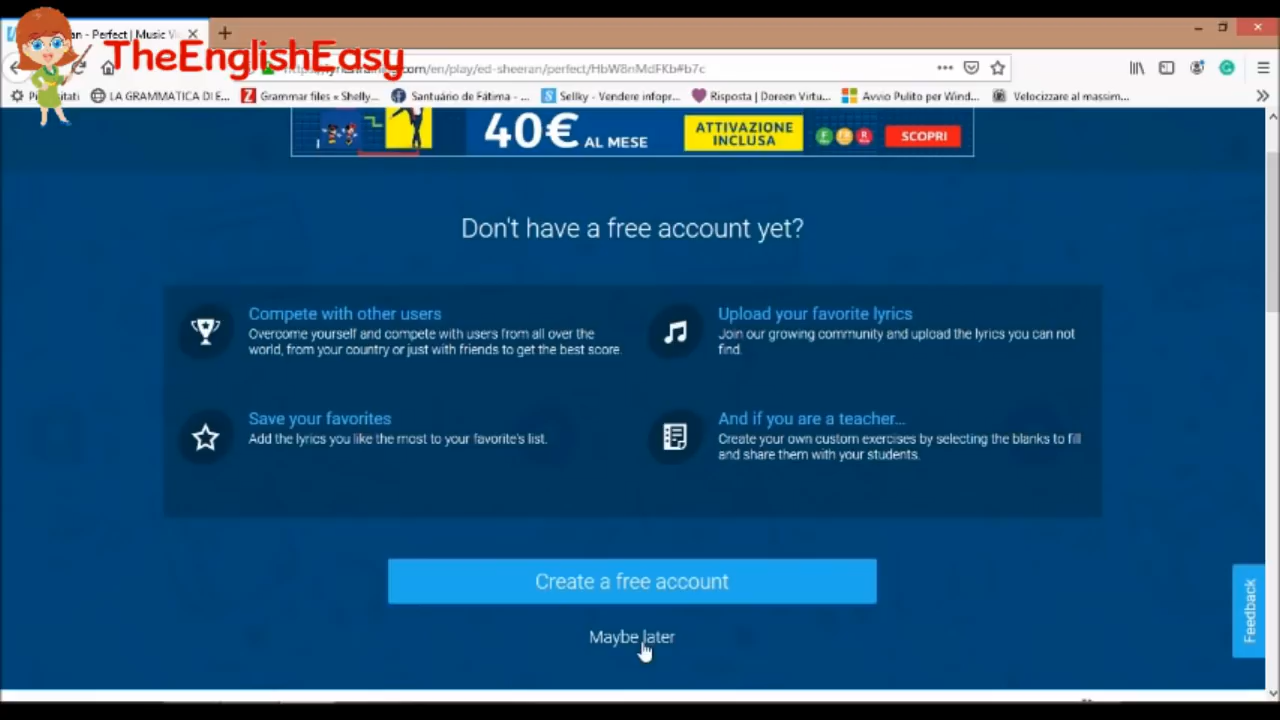 an - Perfect | Music Vi
TheEnglishEasy
.com/en/play/ed-sheeran/perfect/HbW8nMdFKb#b7c
LA GRAMMATICA DI E...
Grammar files « Shelly...
Santuário de Fátima - ...
Sellky - Vendere infopr...
Risposta | Doreen Virtu...
Avvio Pulito per Wind...
Velocizzare al massim...
40€ AL MESE
ATTIVAZIONE
INCLUSA
SCOPRI
Don't have a free account yet?
Compete with other users
Overcome yourself and compete with users from all over the
world, from your country or just with friends to get the best score.
Upload your favorite lyrics
Join our growing community and upload the lyrics you can not
find.
Save your favorites
Add the lyrics you like the most to your favorite's list.
And if you are a teacher...
Create your own custom exercises by selecting the blanks to fill
and share them with your students.
Create a free account
Maybe later
Feedback